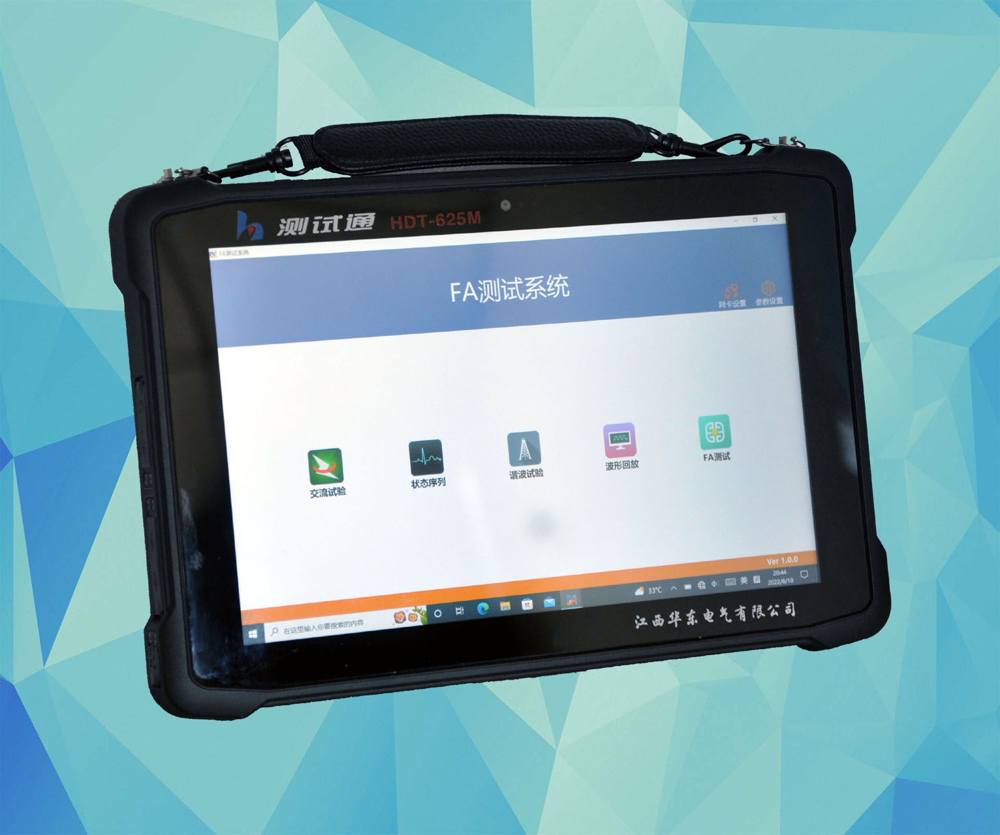 测试通 HDT-625M
FA测试系统
FA测试系统
网卡设置 参数设置
交流试验
状态序列
谐波试验
波形回放
FA测试
Ver 1.0.0
在这里输入你要搜索的内容
33°C
英
20:44
2022/8/10
江西华东电气有限公司